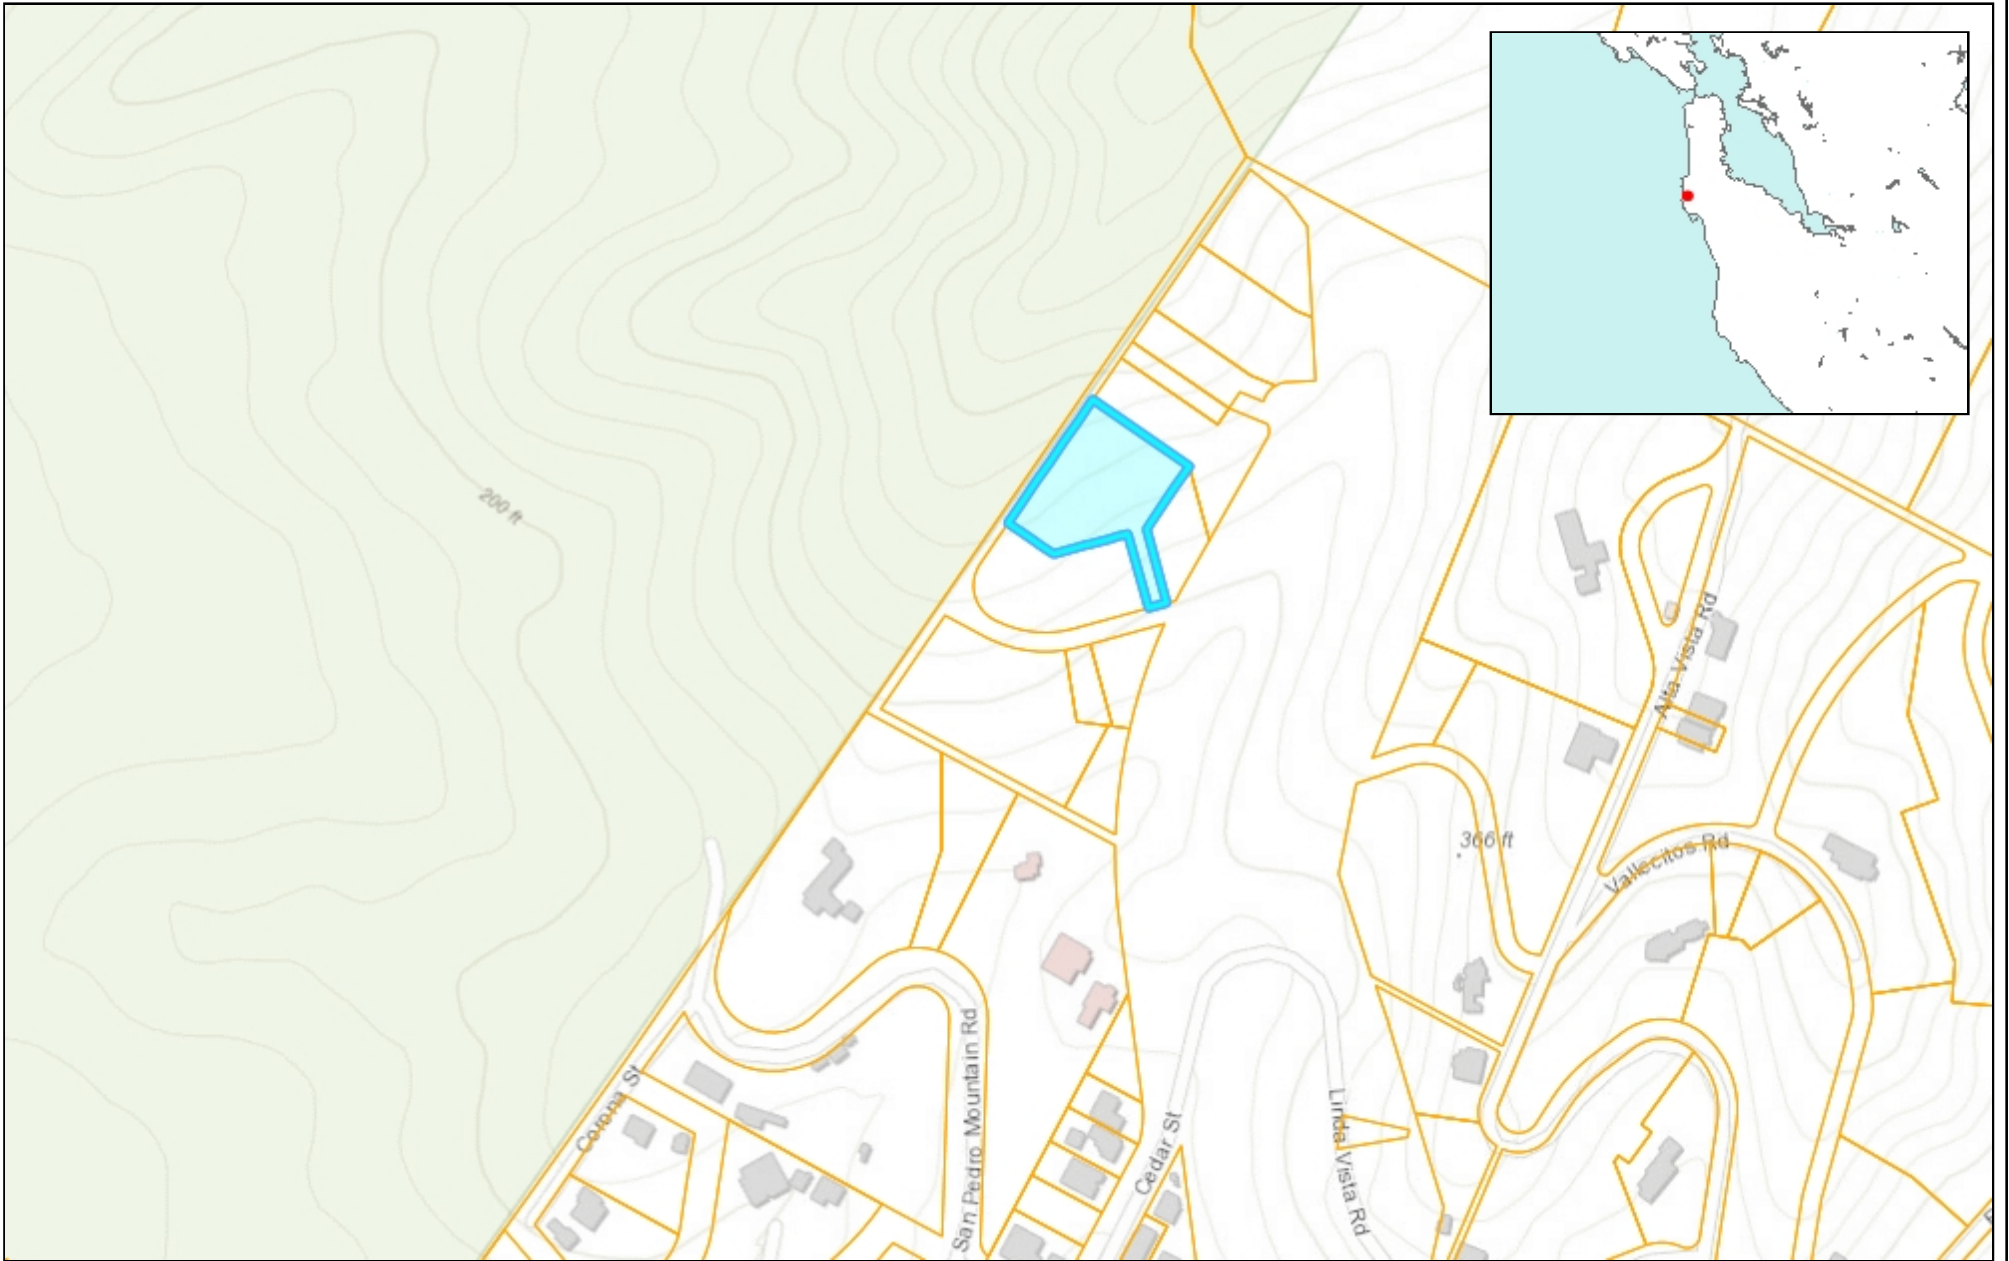 200 ft
Alta Vista Rd
366 ft
Vallecitos Rd
San Pedro Mountain Rd
Corona St
Linda Vista Rd
Cedar St